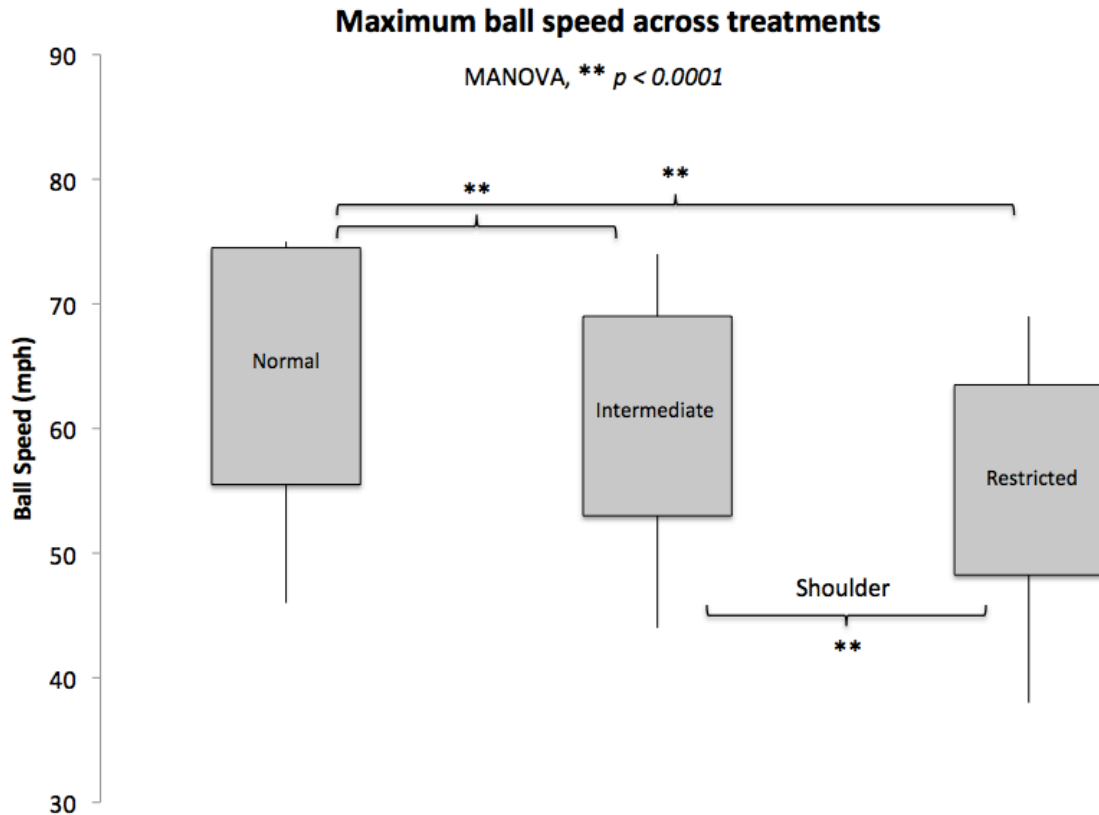 Maximum ball speed across treatments
MANOVA, ** p < 0.0001
90
80
70
60
50
40
30
Ball Speed (mph)
**
**
Normal
Intermediate
Restricted
Shoulder
**